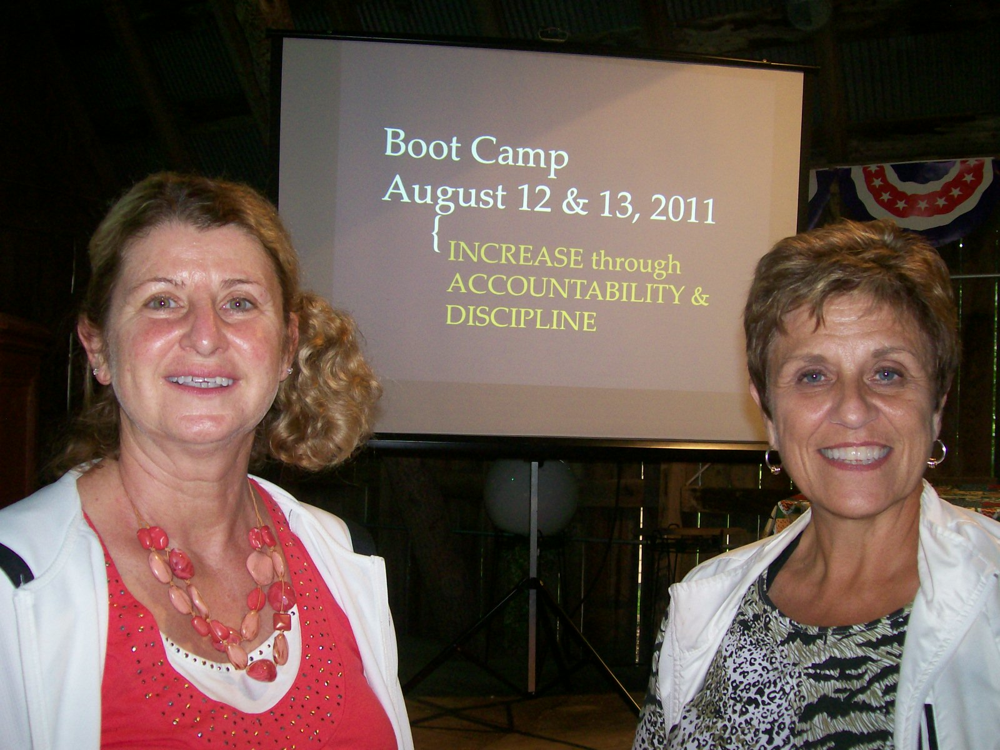 Boot Camp
August 12 & 13, 2011
{
INCREASE through
ACCOUNTABILITY &
DISCIPLINE